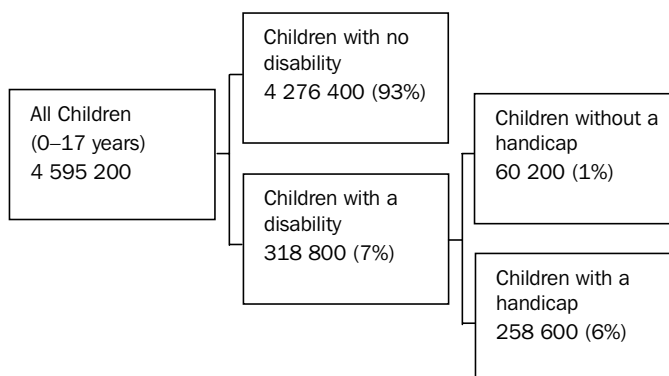 All Children
(0–17 years)
4 595 200
Children with no
disability
4 276 400 (93%)
Children with a
disability
318 800 (7%)
Children without a
handicap
60 200 (1%)
Children with a
handicap
258 600 (6%)